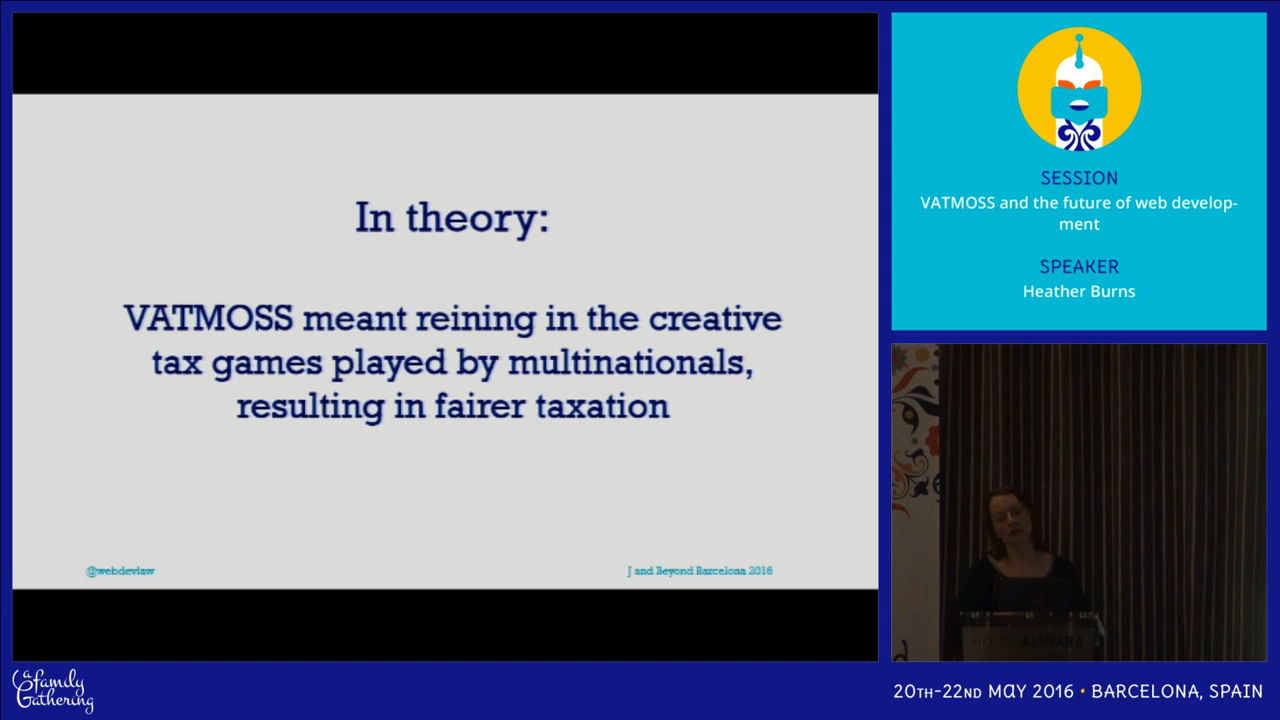 In theory:
VATMOSS meant reining in the creative
tax games played by multinationals,
resulting in fairer taxation
@webdevlaw
J and Beyond Barcelona 2016
SESSION
VATMOSS and the future of web develop-
ment
SPEAKER
Heather Burns
HOTEL ALIMARA
a family
Gathering
20TH-22ND MAY 2016 • BARCELONA, SPAIN